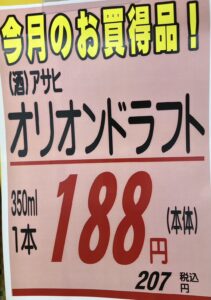 今月のお買得品！
(酒)アサヒ
オリオンドラフト
350ml
1本
188円
(本体)
207円
税込